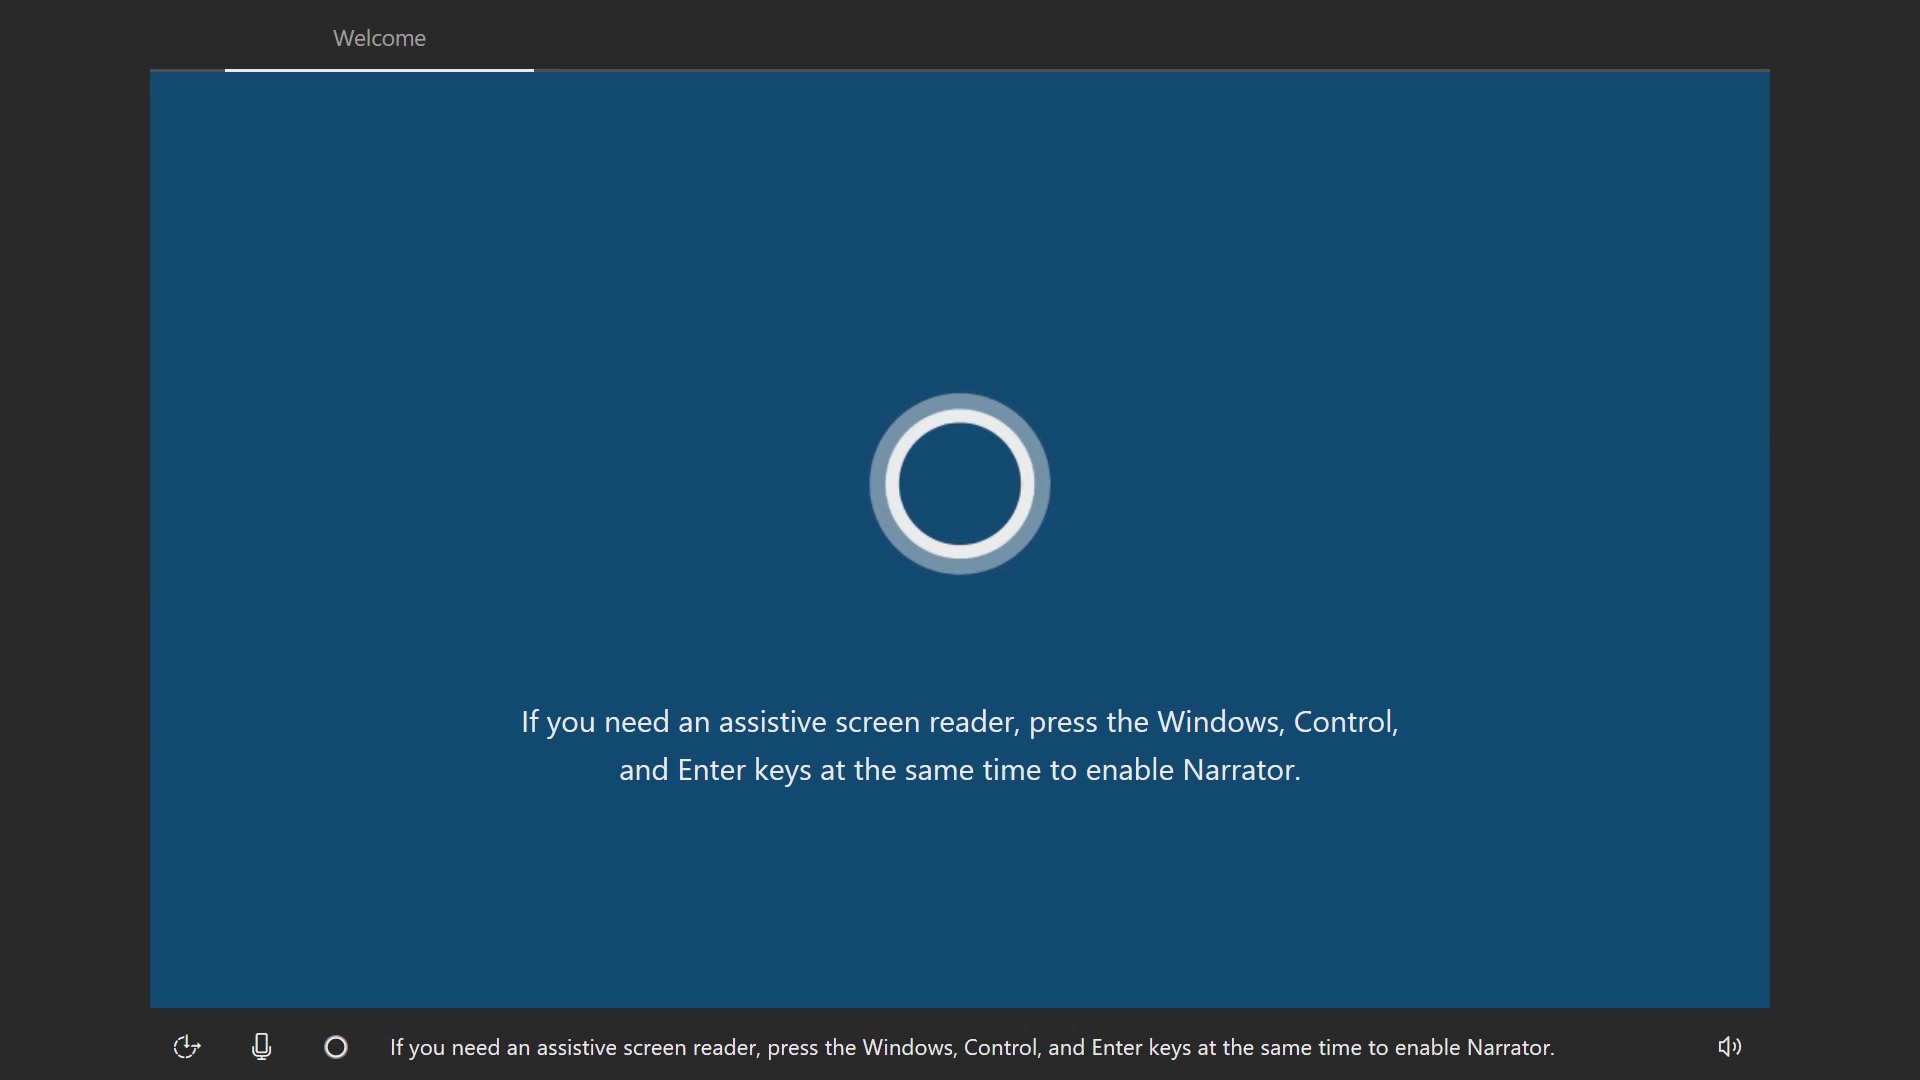 Welcome
If you need an assistive screen reader, press the Windows, Control,
and Enter keys at the same time to enable Narrator.
If you need an assistive screen reader, press the Windows, Control, and Enter keys at the same time to enable Narrator.